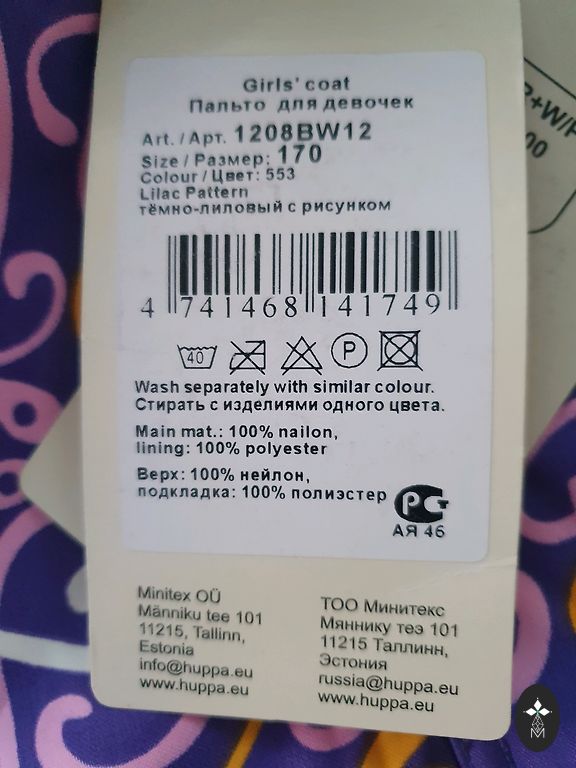 Girls' coat
Пальто для девочек
Art. / Арт. 1208BW12
Size / Размер: 170
Colour / Цвет: 553
Lilac Pattern
тёмно-лиловый с рисунком
4 741468 141749
40 P
Wash separately with similar colour.
Стирать с изделиями одного цвета.
Main mat.: 100% nailon,
lining: 100% polyester
Верх: 100% нейлон,
подкладка: 100% полиэстер
АЯ 46
Minitex OÜ
Männiku tee 101
11215, Tallinn,
Estonia
info@huppa.eu
www.huppa.eu
ТОО Минитекс
Мяннику теэ 101
11215 Таллинн,
Эстония
russia@huppa.eu
www.huppa.eu